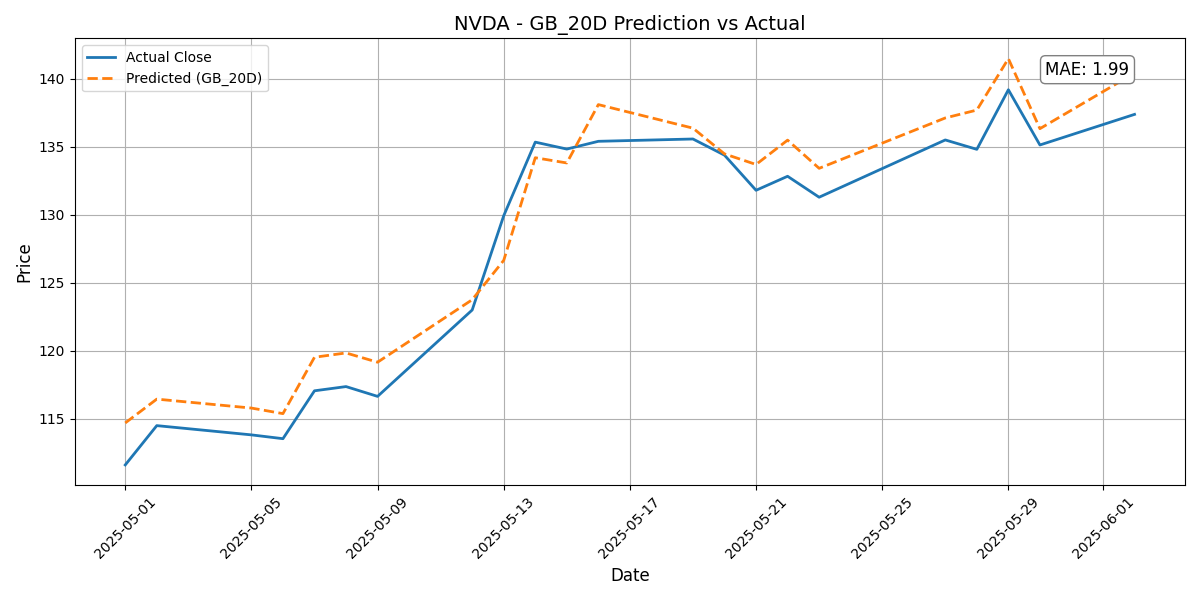 NVDA - GB_20D Prediction vs Actual
Actual Close
Predicted (GB_20D)
MAE: 1.99
Price
140
135
130
125
120
115
2025-05-01
2025-05-05
2025-05-09
2025-05-13
2025-05-17
2025-05-21
2025-05-25
2025-05-29
2025-06-01
Date